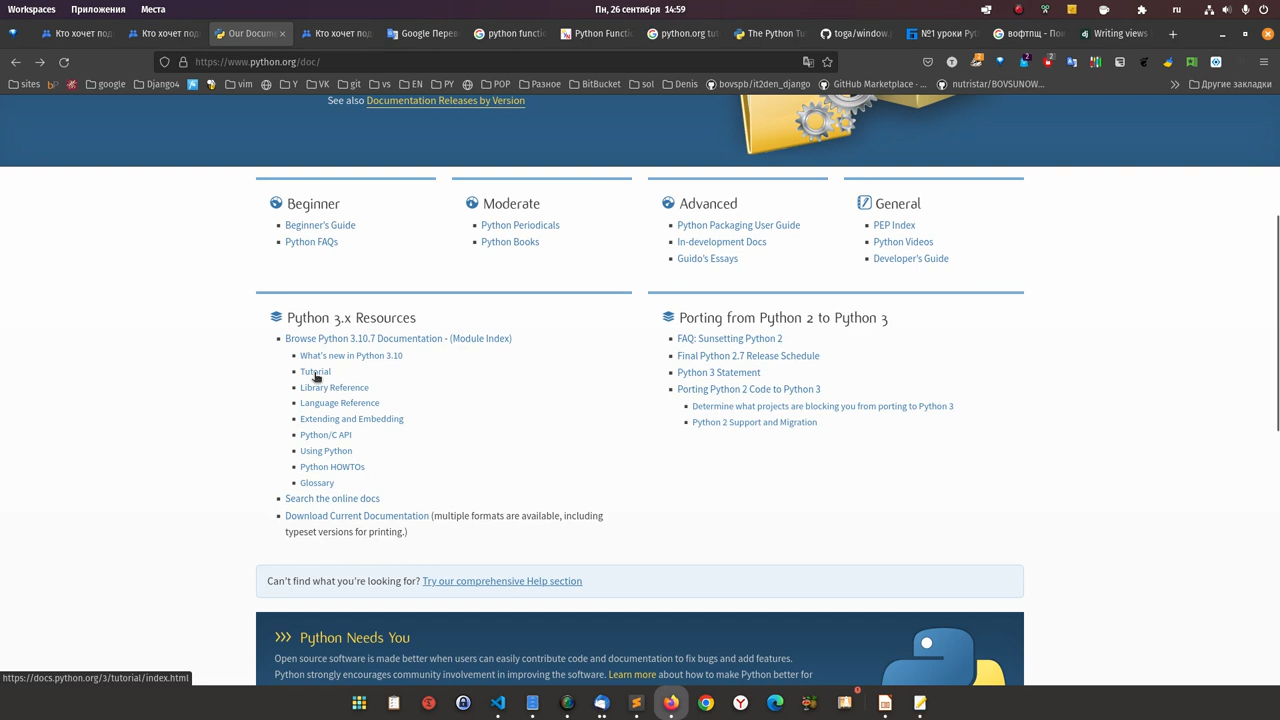 Workspaces Приложения Места Пн, 26 сентября 14:59 ru
Кто хочет под Кто хочет под Our Docume Кто хочет под Google Пере python functi Python Functi python.org tut The Python Tu toga/window. №1 уроки Pyt вофтпщ - Пои Writing views
https://www.python.org/doc/
sites p google Django4 vim Y VK git vs EN PY POP Разное BitBucket sol Denis bovspb/it2den_django GitHub Marketplace · ... nutristar/BOVSUNOW... Другие закладки
See also Documentation Releases by Version
Beginner
Beginner's Guide
Python FAQs
Moderate
Python Periodicals
Python Books
Advanced
Python Packaging User Guide
In-development Docs
Guido's Essays
General
PEP Index
Python Videos
Developer's Guide
Python 3.x Resources
Browse Python 3.10.7 Documentation - (Module Index)
What's new in Python 3.10
Tutorial
Library Reference
Language Reference
Extending and Embedding
Python/C API
Using Python
Python HOWTOs
Glossary
Search the online docs
Download Current Documentation (multiple formats are available, including
typeset versions for printing.)
Porting from Python 2 to Python 3
FAQ: Sunsetting Python 2
Final Python 2.7 Release Schedule
Python 3 Statement
Porting Python 2 Code to Python 3
Determine what projects are blocking you from porting to Python 3
Python 2 Support and Migration
Can't find what you're looking for? Try our comprehensive Help section
>>> Python Needs You
Open source software is made better when users can easily contribute code and documentation to fix bugs and add features.
Python strongly encourages community involvement in improving the software. Learn more about how to make Python better for
https://docs.python.org/3/tutorial/index.html